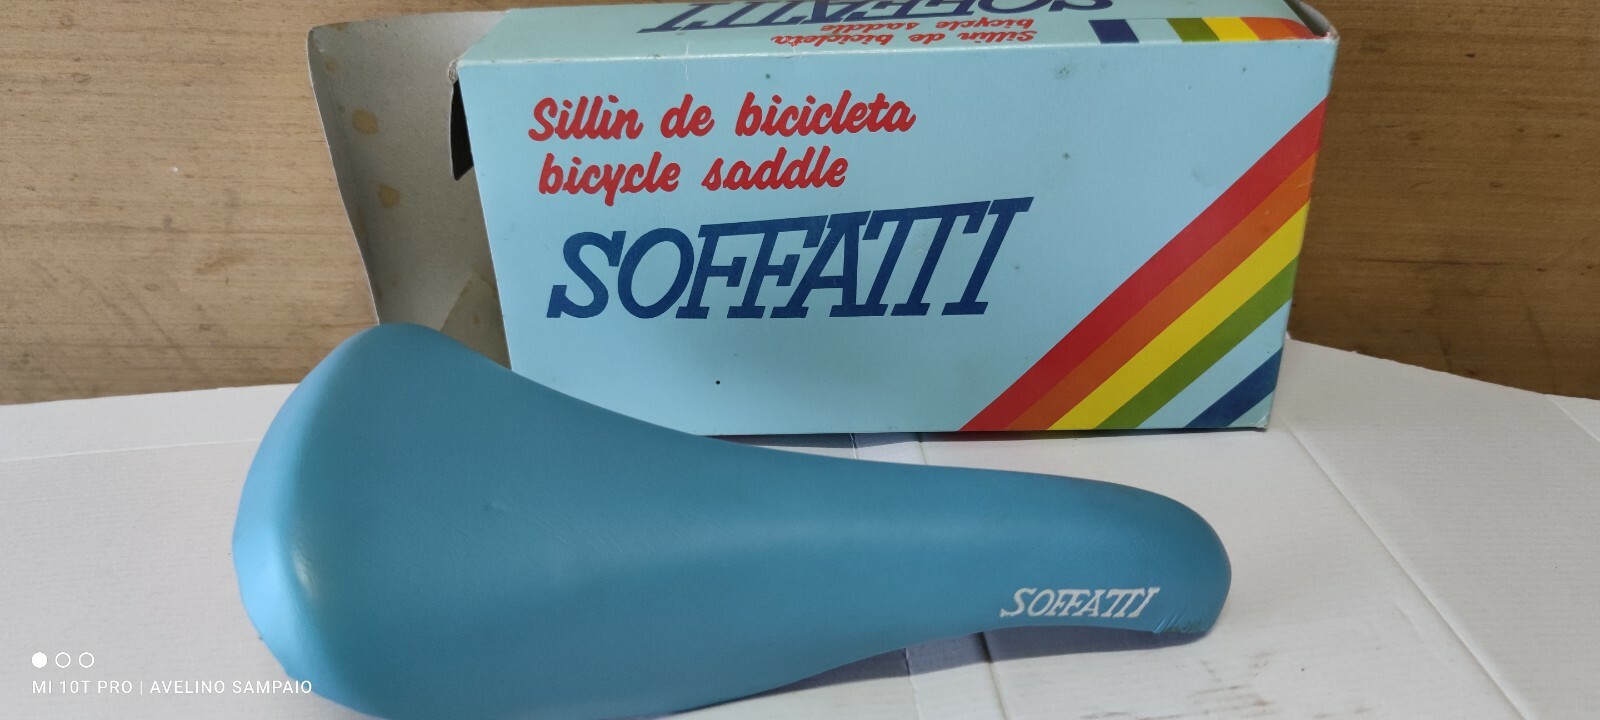 SOFFATTI
bicycle saddle
Sillin de bicicleta
Sillin de bicicleta
bicycle saddle
SOFFATTI
SOFFATTI
MI 10T PRO | AVELINO SAMPAIO